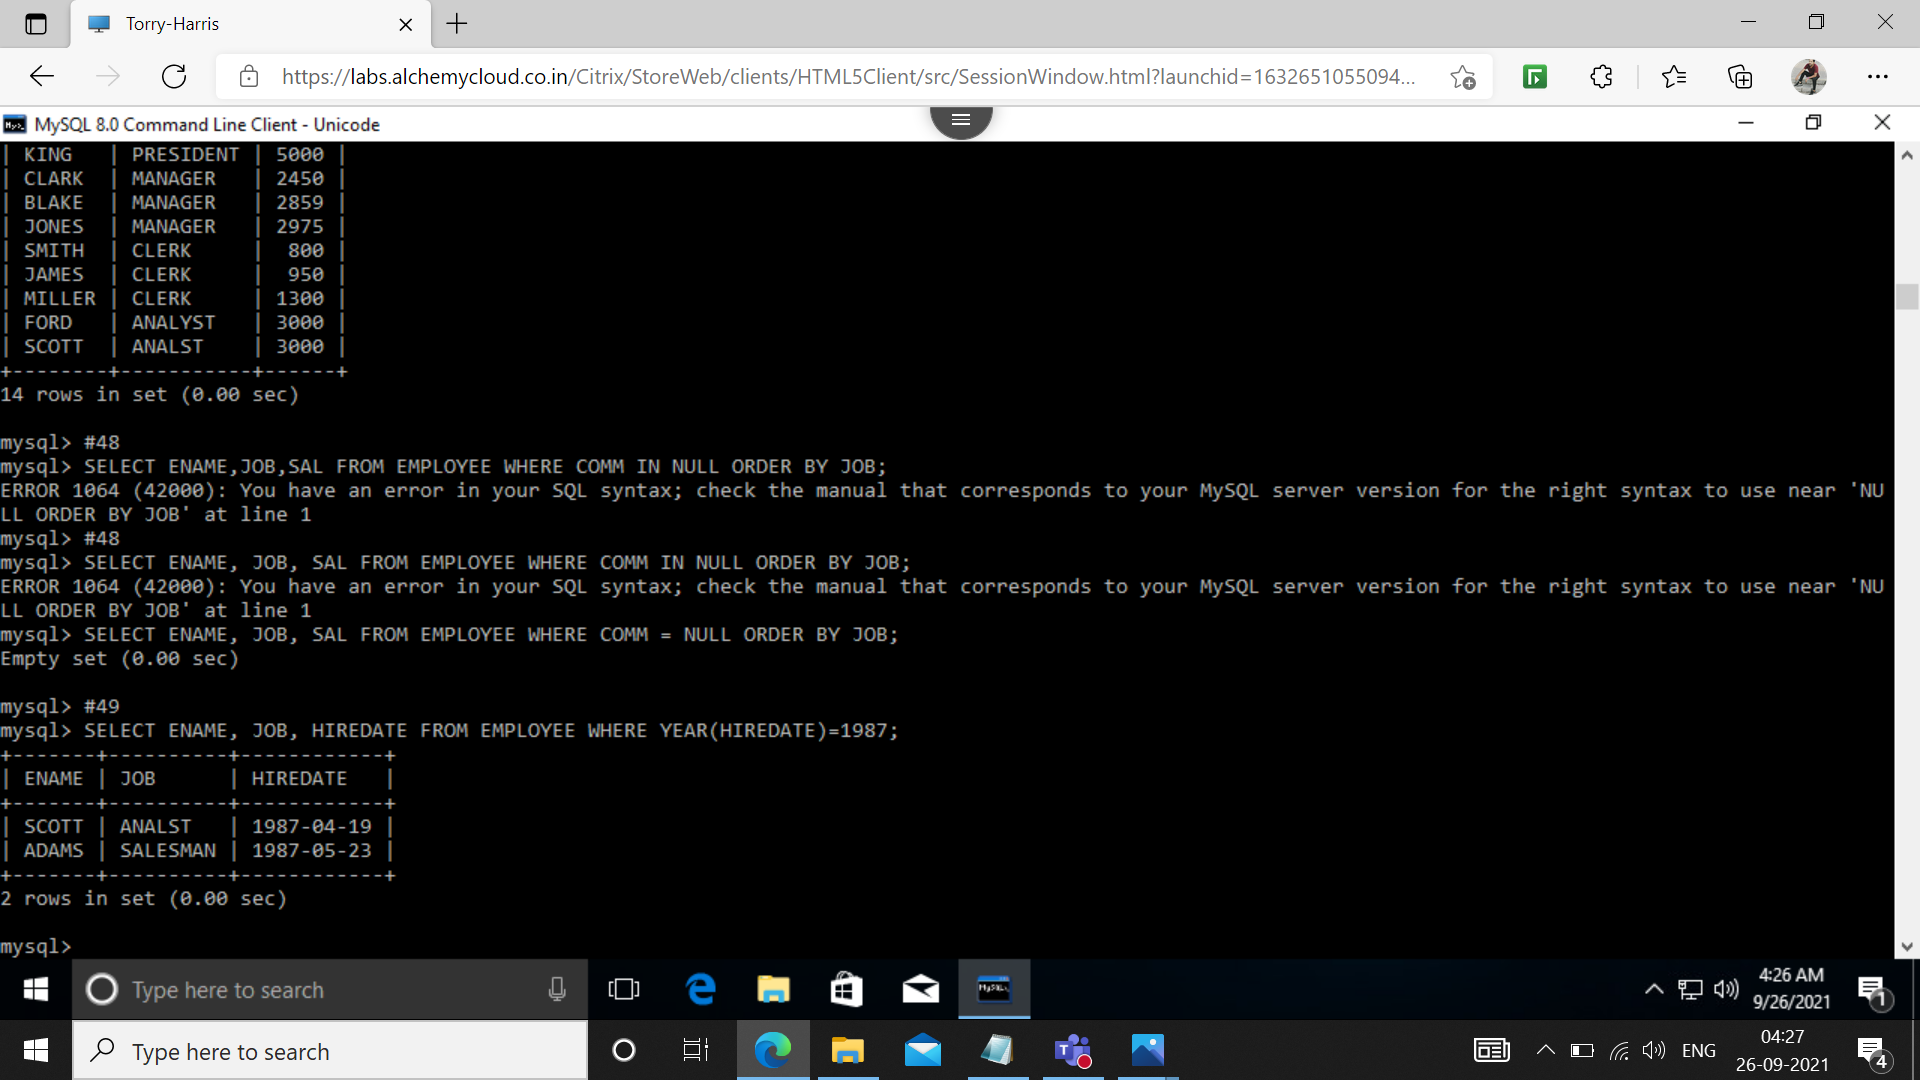 Torry-Harris
https://labs.alchemycloud.co.in/Citrix/StoreWeb/clients/HTML5Client/src/SessionWindow.html?launchid=1632651055094...
MySQL 8.0 Command Line Client - Unicode
| KING   | PRESIDENT | 5000 |
| CLARK  | MANAGER   | 2450 |
| BLAKE  | MANAGER   | 2859 |
| JONES  | MANAGER   | 2975 |
| SMITH  | CLERK     |  800 |
| JAMES  | CLERK     |  950 |
| MILLER | CLERK     | 1300 |
| FORD   | ANALYST   | 3000 |
| SCOTT  | ANALST    | 3000 |
+--------+-----------+------+
14 rows in set (0.00 sec)
mysql> #48
mysql> SELECT ENAME,JOB,SAL FROM EMPLOYEE WHERE COMM IN NULL ORDER BY JOB;
ERROR 1064 (42000): You have an error in your SQL syntax; check the manual that corresponds to your MySQL server version for the right syntax to use near 'NU
LL ORDER BY JOB' at line 1
mysql> #48
mysql> SELECT ENAME, JOB, SAL FROM EMPLOYEE WHERE COMM IN NULL ORDER BY JOB;
ERROR 1064 (42000): You have an error in your SQL syntax; check the manual that corresponds to your MySQL server version for the right syntax to use near 'NU
LL ORDER BY JOB' at line 1
mysql> SELECT ENAME, JOB, SAL FROM EMPLOYEE WHERE COMM = NULL ORDER BY JOB;
Empty set (0.00 sec)
mysql> #49
mysql> SELECT ENAME, JOB, HIREDATE FROM EMPLOYEE WHERE YEAR(HIREDATE)=1987;
+-------+----------+------------+
| ENAME | JOB      | HIREDATE   |
+-------+----------+------------+
| SCOTT | ANALST   | 1987-04-19 |
| ADAMS | SALESMAN | 1987-05-23 |
+-------+----------+------------+
2 rows in set (0.00 sec)
mysql>
Type here to search
4:26 AM
9/26/2021
1
Type here to search
ENG
04:27
26-09-2021
4